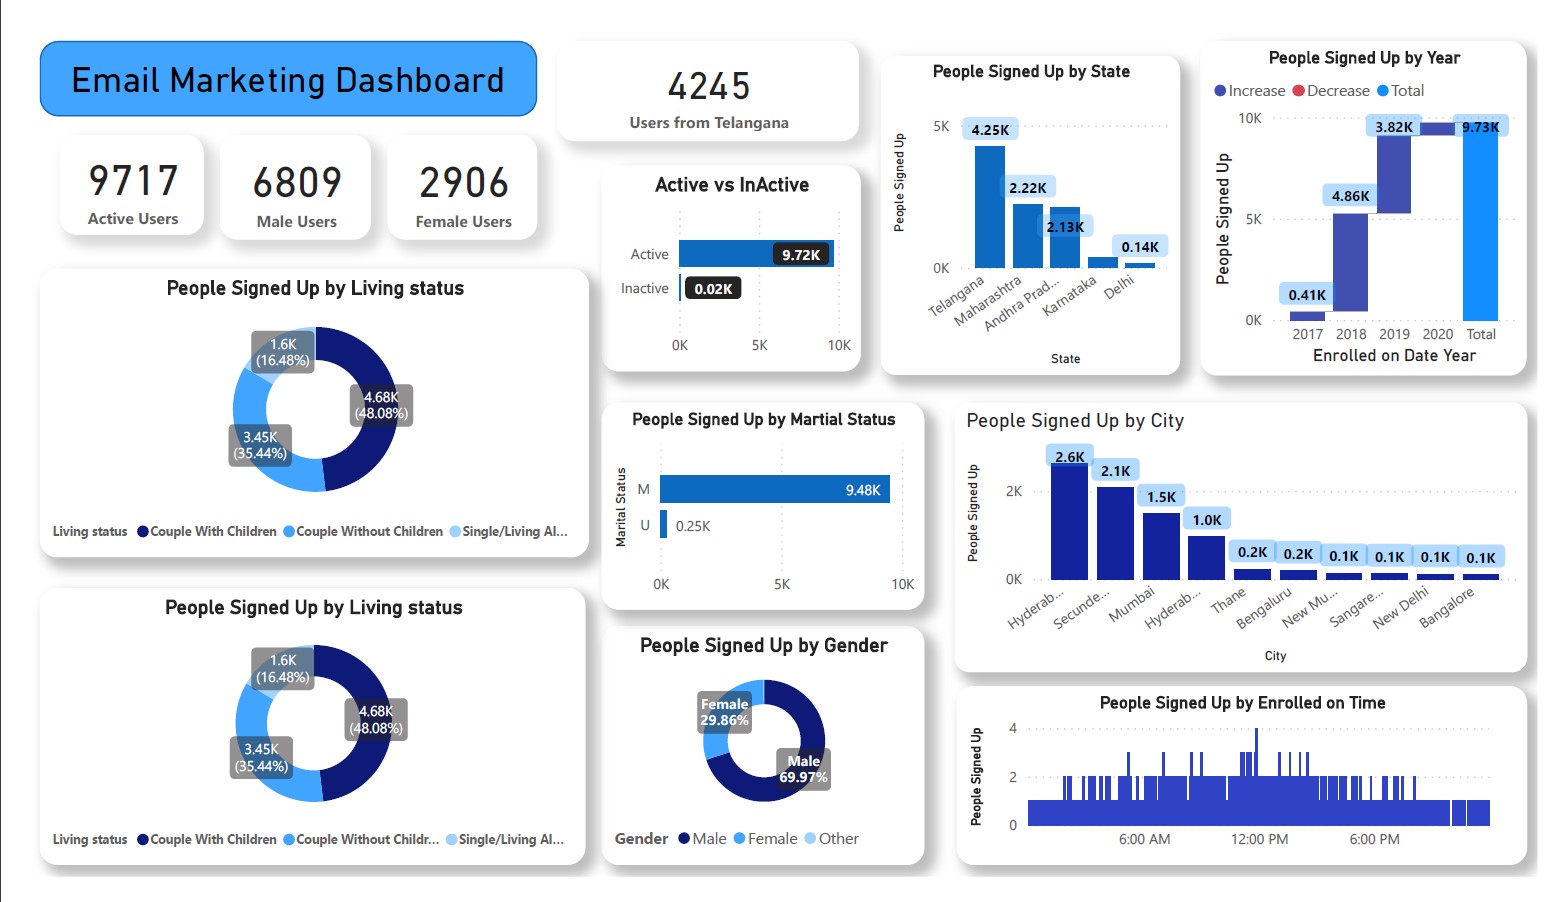 Email Marketing Dashboard
9717
Active Users
6809
Male Users
2906
Female Users
4245
Users from Telangana
Active vs InActive
Active
9.72K
Inactive
0.02K
0K
5K
10K
People Signed Up by State
People Signed Up
5K
0K
4.25K
2.22K
2.13K
0.14K
Telangana
Maharashtra
Andhra Prad...
Karnataka
Delhi
State
People Signed Up by Year
Increase
Decrease
Total
People Signed Up
10K
5K
0K
0.41K
4.86K
3.82K
9.73K
2017
2018
2019
2020
Total
Enrolled on Date Year
People Signed Up by Living status
1.6K
(16.48%)
4.68K
(48.08%)
3.45K
(35.44%)
Living status
Couple With Children
Couple Without Children
Single/Living Al...
People Signed Up by Martial Status
Marital Status
M
9.48K
U
0.25K
0K
5K
10K
People Signed Up by City
People Signed Up
2K
0K
2.6K
2.1K
1.5K
1.0K
0.2K
0.2K
0.1K
0.1K
0.1K
0.1K
Hyderab...
Secunde...
Mumbai
Hyderab...
Thane
Bengaluru
New Mu...
Sangare...
New Delhi
Bangalore
City
People Signed Up by Living status
1.6K
(16.48%)
4.68K
(48.08%)
3.45K
(35.44%)
Living status
Couple With Children
Couple Without Childr...
Single/Living Al...
People Signed Up by Gender
Female
29.86%
Male
69.97%
Gender
Male
Female
Other
People Signed Up by Enrolled on Time
People Signed Up
4
2
0
6:00 AM
12:00 PM
6:00 PM